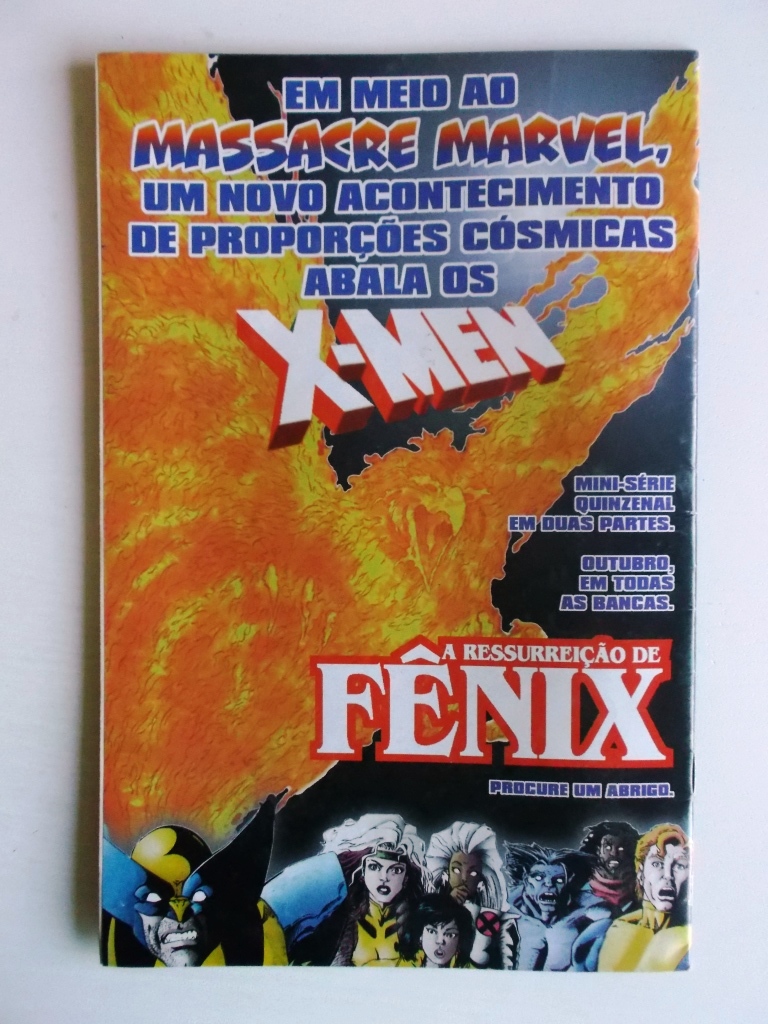 EM MEIO AO
MASSACRE MARVEL,
UM NOVO ACONTECIMENTO
DE PROPORÇÕES CÓSMICAS
ABALA OS
X-MEN
MINI-SÉRIE
QUINZENAL
EM DUAS PARTES.
OUTUBRO,
EM TODAS
AS BANCAS.
A RESSURREIÇÃO DE
FÊNIX
PROCURE UM ABRIGO.